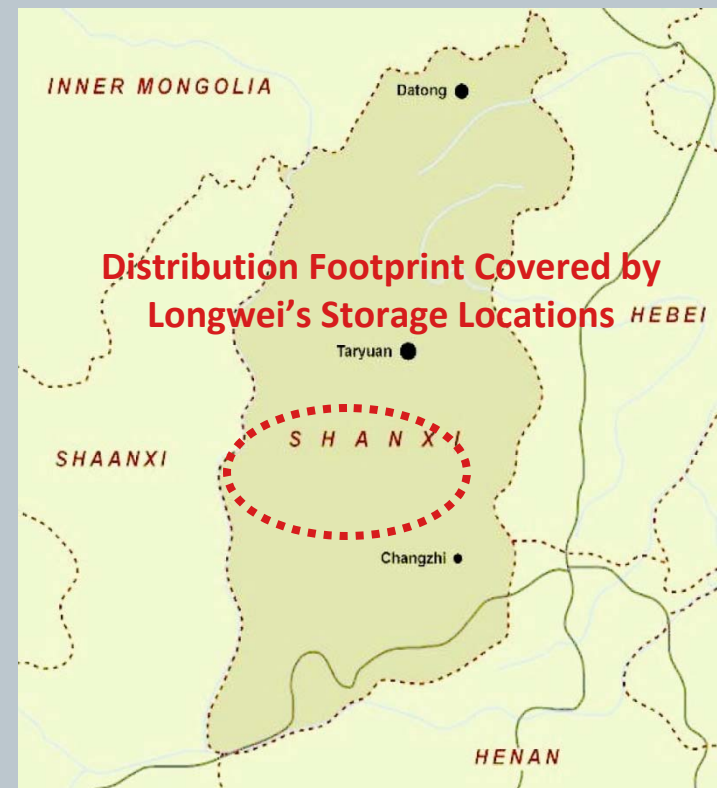 INNER MONGOLIA
Datong
Distribution Footprint Covered by
Longwei’s Storage Locations
HEBEI
Taryuan
SHANXI
SHAANXI
Changzhi
HENAN